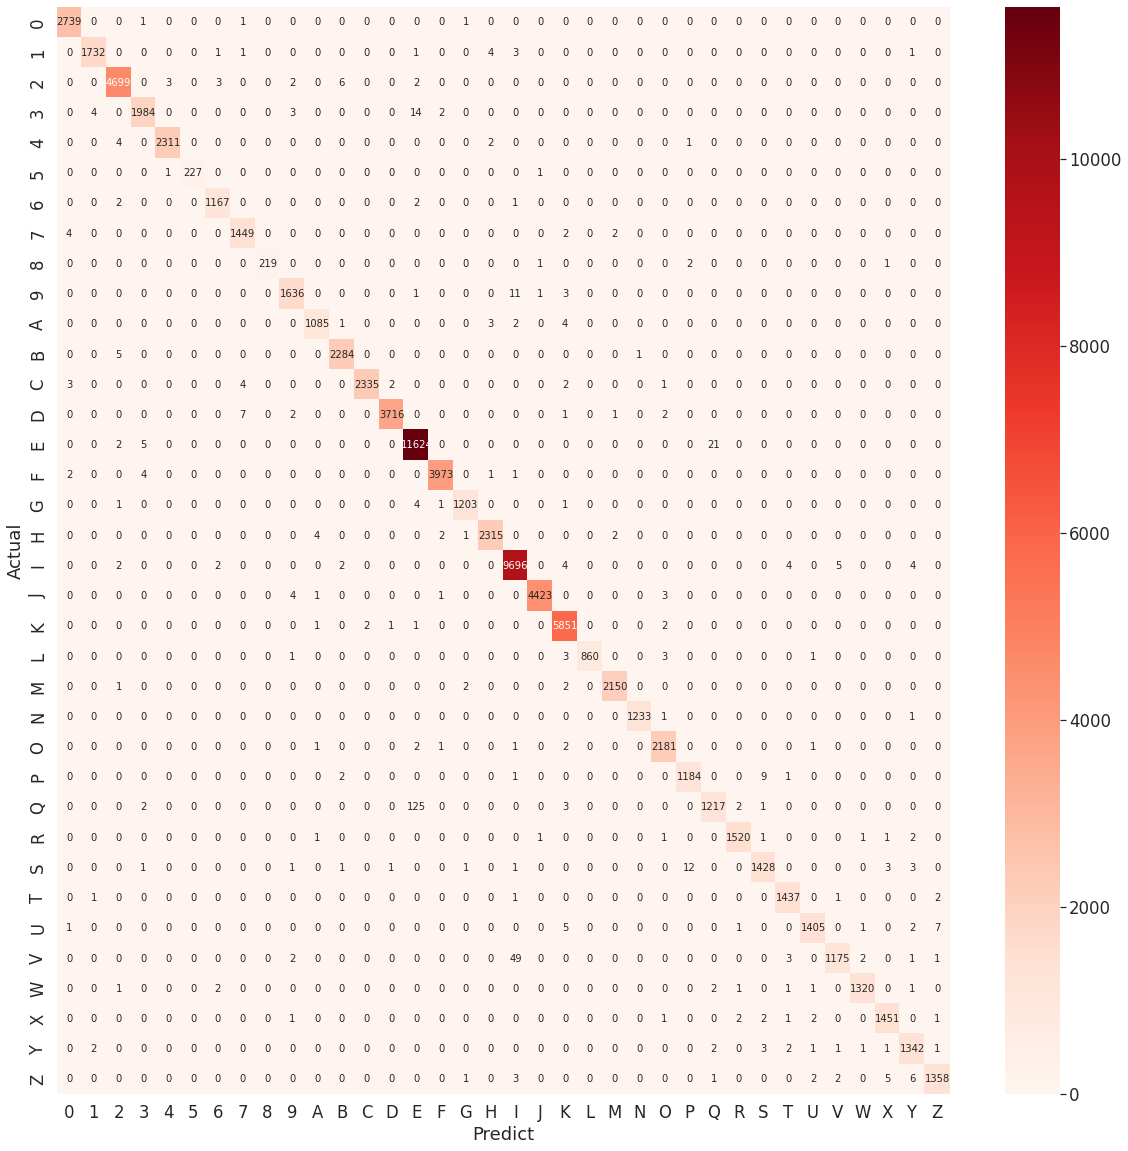 0 2739 0 0 1 0 0 0 1 0 0 0 0 0 0 0 0 1 0 0 0 0 0 0 0 0 0 0 0 0 0 0 0 0 0 0 0
1 0 1732 0 0 0 0 1 1 0 0 0 0 0 0 1 0 0 4 3 0 0 0 0 0 0 0 0 0 0 0 0 0 0 0 1 0
2 0 0 4699 0 3 0 3 0 0 2 0 6 0 0 2 0 0 0 0 0 0 0 0 0 0 0 0 0 0 0 0 0 0 0 0 0
3 0 4 0 1984 0 0 0 0 0 3 0 0 0 0 14 2 0 0 0 0 0 0 0 0 0 0 0 0 0 0 0 0 0 0 0 0
4 0 0 4 0 2311 0 0 0 0 0 0 0 0 0 0 0 0 2 0 0 0 0 0 0 0 1 0 0 0 0 0 0 0 0 0 0
5 0 0 0 0 1 227 0 0 0 0 0 0 0 0 0 0 0 0 0 1 0 0 0 0 0 0 0 0 0 0 0 0 0 0 0 0
6 0 0 2 0 0 0 1167 0 0 0 0 0 0 0 2 0 0 0 1 0 0 0 0 0 0 0 0 0 0 0 0 0 0 0 0 0
7 4 0 0 0 0 0 0 1449 0 0 0 0 0 0 0 0 0 0 0 0 2 0 2 0 0 0 0 0 0 0 0 0 0 0 0 0
8 0 0 0 0 0 0 0 0 219 0 0 0 0 0 0 0 0 0 0 1 0 0 0 0 0 2 0 0 0 0 0 0 0 1 0 0
9 0 0 0 0 0 0 0 0 0 1636 0 0 0 0 1 0 0 0 11 1 3 0 0 0 0 0 0 0 0 0 0 0 0 0 0 0
A 0 0 0 0 0 0 0 0 0 0 1085 1 0 0 0 0 0 3 2 0 4 0 0 0 0 0 0 0 0 0 0 0 0 0 0 0
B 0 0 5 0 0 0 0 0 0 0 0 2284 0 0 0 0 0 0 0 0 0 0 0 1 0 0 0 0 0 0 0 0 0 0 0 0
C 3 0 0 0 0 0 0 4 0 0 0 0 2335 2 0 0 0 0 0 0 2 0 0 0 1 0 0 0 0 0 0 0 0 0 0 0
D 0 0 0 0 0 0 0 7 0 2 0 0 0 3716 0 0 0 0 0 0 1 0 1 0 2 0 0 0 0 0 0 0 0 0 0 0
E 0 0 2 5 0 0 0 0 0 0 0 0 0 0 11624 0 0 0 0 0 0 0 0 0 0 0 21 0 0 0 0 0 0 0 0 0
F 2 0 0 4 0 0 0 0 0 0 0 0 0 0 0 3973 0 1 1 0 0 0 0 0 0 0 0 0 0 0 0 0 0 0 0 0
G 0 0 1 0 0 0 0 0 0 0 0 0 0 0 4 1 1203 0 0 0 1 0 0 0 0 0 0 0 0 0 0 0 0 0 0 0
H 0 0 0 0 0 0 0 0 0 0 4 0 0 0 0 2 1 2315 0 0 0 0 2 0 0 0 0 0 0 0 0 0 0 0 0 0
I 0 0 2 0 0 0 2 0 0 0 0 2 0 0 0 0 0 0 9696 0 4 0 0 0 0 0 0 0 0 4 0 5 0 0 4 0
J 0 0 0 0 0 0 0 0 0 4 1 0 0 0 0 1 0 0 0 4423 0 0 0 0 3 0 0 0 0 0 0 0 0 0 0 0
K 0 0 0 0 0 0 0 0 0 0 1 0 2 1 1 0 0 0 0 0 5851 0 0 0 2 0 0 0 0 0 0 0 0 0 0 0
L 0 0 0 0 0 0 0 0 0 1 0 0 0 0 0 0 0 0 0 0 3 860 0 0 3 0 0 0 0 0 1 0 0 0 0 0
M 0 0 1 0 0 0 0 0 0 0 0 0 0 0 0 0 2 0 0 0 2 0 2150 0 0 0 0 0 0 0 0 0 0 0 0 0
N 0 0 0 0 0 0 0 0 0 0 0 0 0 0 0 0 0 0 0 0 0 0 0 1233 1 0 0 0 0 0 0 0 0 0 1 0
O 0 0 0 0 0 0 0 0 0 0 1 0 0 0 2 1 0 0 1 0 2 0 0 0 2181 0 0 0 0 0 1 0 0 0 0 0
P 0 0 0 0 0 0 0 0 0 0 0 2 0 0 0 0 0 0 1 0 0 0 0 0 0 1184 0 0 9 1 0 0 0 0 0 0
Q 0 0 0 2 0 0 0 0 0 0 0 0 0 0 125 0 0 0 0 0 3 0 0 0 0 0 1217 2 1 0 0 0 0 0 0 0
R 0 0 0 0 0 0 0 0 0 0 1 0 0 0 0 0 0 0 0 1 0 0 0 0 1 0 0 1520 1 0 0 0 1 1 2 0
S 0 0 0 1 0 0 0 0 0 1 0 1 0 1 0 0 1 0 1 0 0 0 0 0 0 12 0 0 1428 0 0 0 0 3 3 0
T 0 1 0 0 0 0 0 0 0 0 0 0 0 0 0 0 0 0 1 0 0 0 0 0 0 0 0 0 0 1437 0 1 0 0 0 2
U 1 0 0 0 0 0 0 0 0 0 0 0 0 0 0 0 0 0 0 0 5 0 0 0 0 0 0 1 0 0 1405 0 1 0 2 7
V 0 0 0 0 0 0 0 0 0 2 0 0 0 0 0 0 0 0 49 0 0 0 0 0 0 0 0 0 0 3 0 1175 2 0 1 1
W 0 0 1 0 0 0 2 0 0 0 0 0 0 0 0 0 0 0 0 0 0 0 0 0 0 0 2 1 0 1 1 0 1320 0 1 0
X 0 0 0 0 0 0 0 0 0 1 0 0 0 0 0 0 0 0 0 0 0 0 0 0 1 0 0 2 2 1 2 0 0 1451 0 1
Y 0 2 0 0 0 0 0 0 0 0 0 0 0 0 0 0 0 0 0 0 0 0 0 0 0 0 2 0 3 2 1 1 1 1 1342 1
Z 0 0 0 0 0 0 0 0 0 0 0 0 0 0 0 0 1 0 3 0 0 0 0 0 0 0 1 0 0 0 2 2 0 5 6 1358
0 1 2 3 4 5 6 7 8 9 A B C D E F G H I J K L M N O P Q R S T U V W X Y Z
Predict
Actual
10000
8000
6000
4000
2000
0